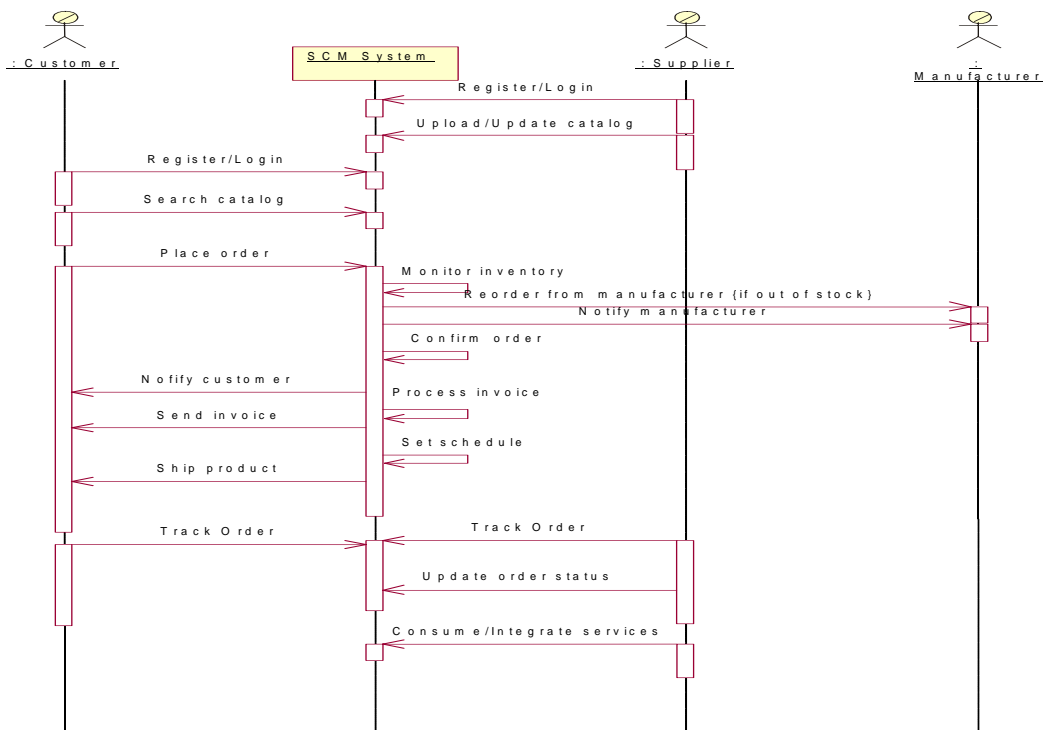 : Customer
SCM System
: Supplier
:
Manufacturer
Register/Login
Upload/Update catalog
Register/Login
Search catalog
Place order
Monitor inventory
Reorder from manufacturer {if out of stock}
Notify manufacturer
Confirm order
Nofify customer
Process invoice
Send invoice
Set schedule
Ship product
Track Order
Track Order
Update order status
Consume/Integrate services